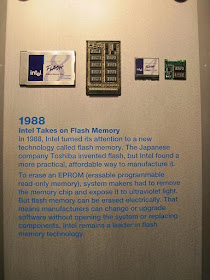 intel
intel
1988
Intel Takes on Flash Memory
In 1988, Intel turned its attention to a new
technology called flash memory. The Japanese
company Toshiba invented flash, but Intel found a
more practical, affordable way to manufacture it.
To erase an EPROM (erasable programmable
read-only memory), system makers had to remove
the memory chip and expose it to ultraviolet light.
But flash memory can be erased electrically. That
means manufacturers can change or upgrade
software without opening the system or replacing
components. Intel remains a leader in flash
memory technology.